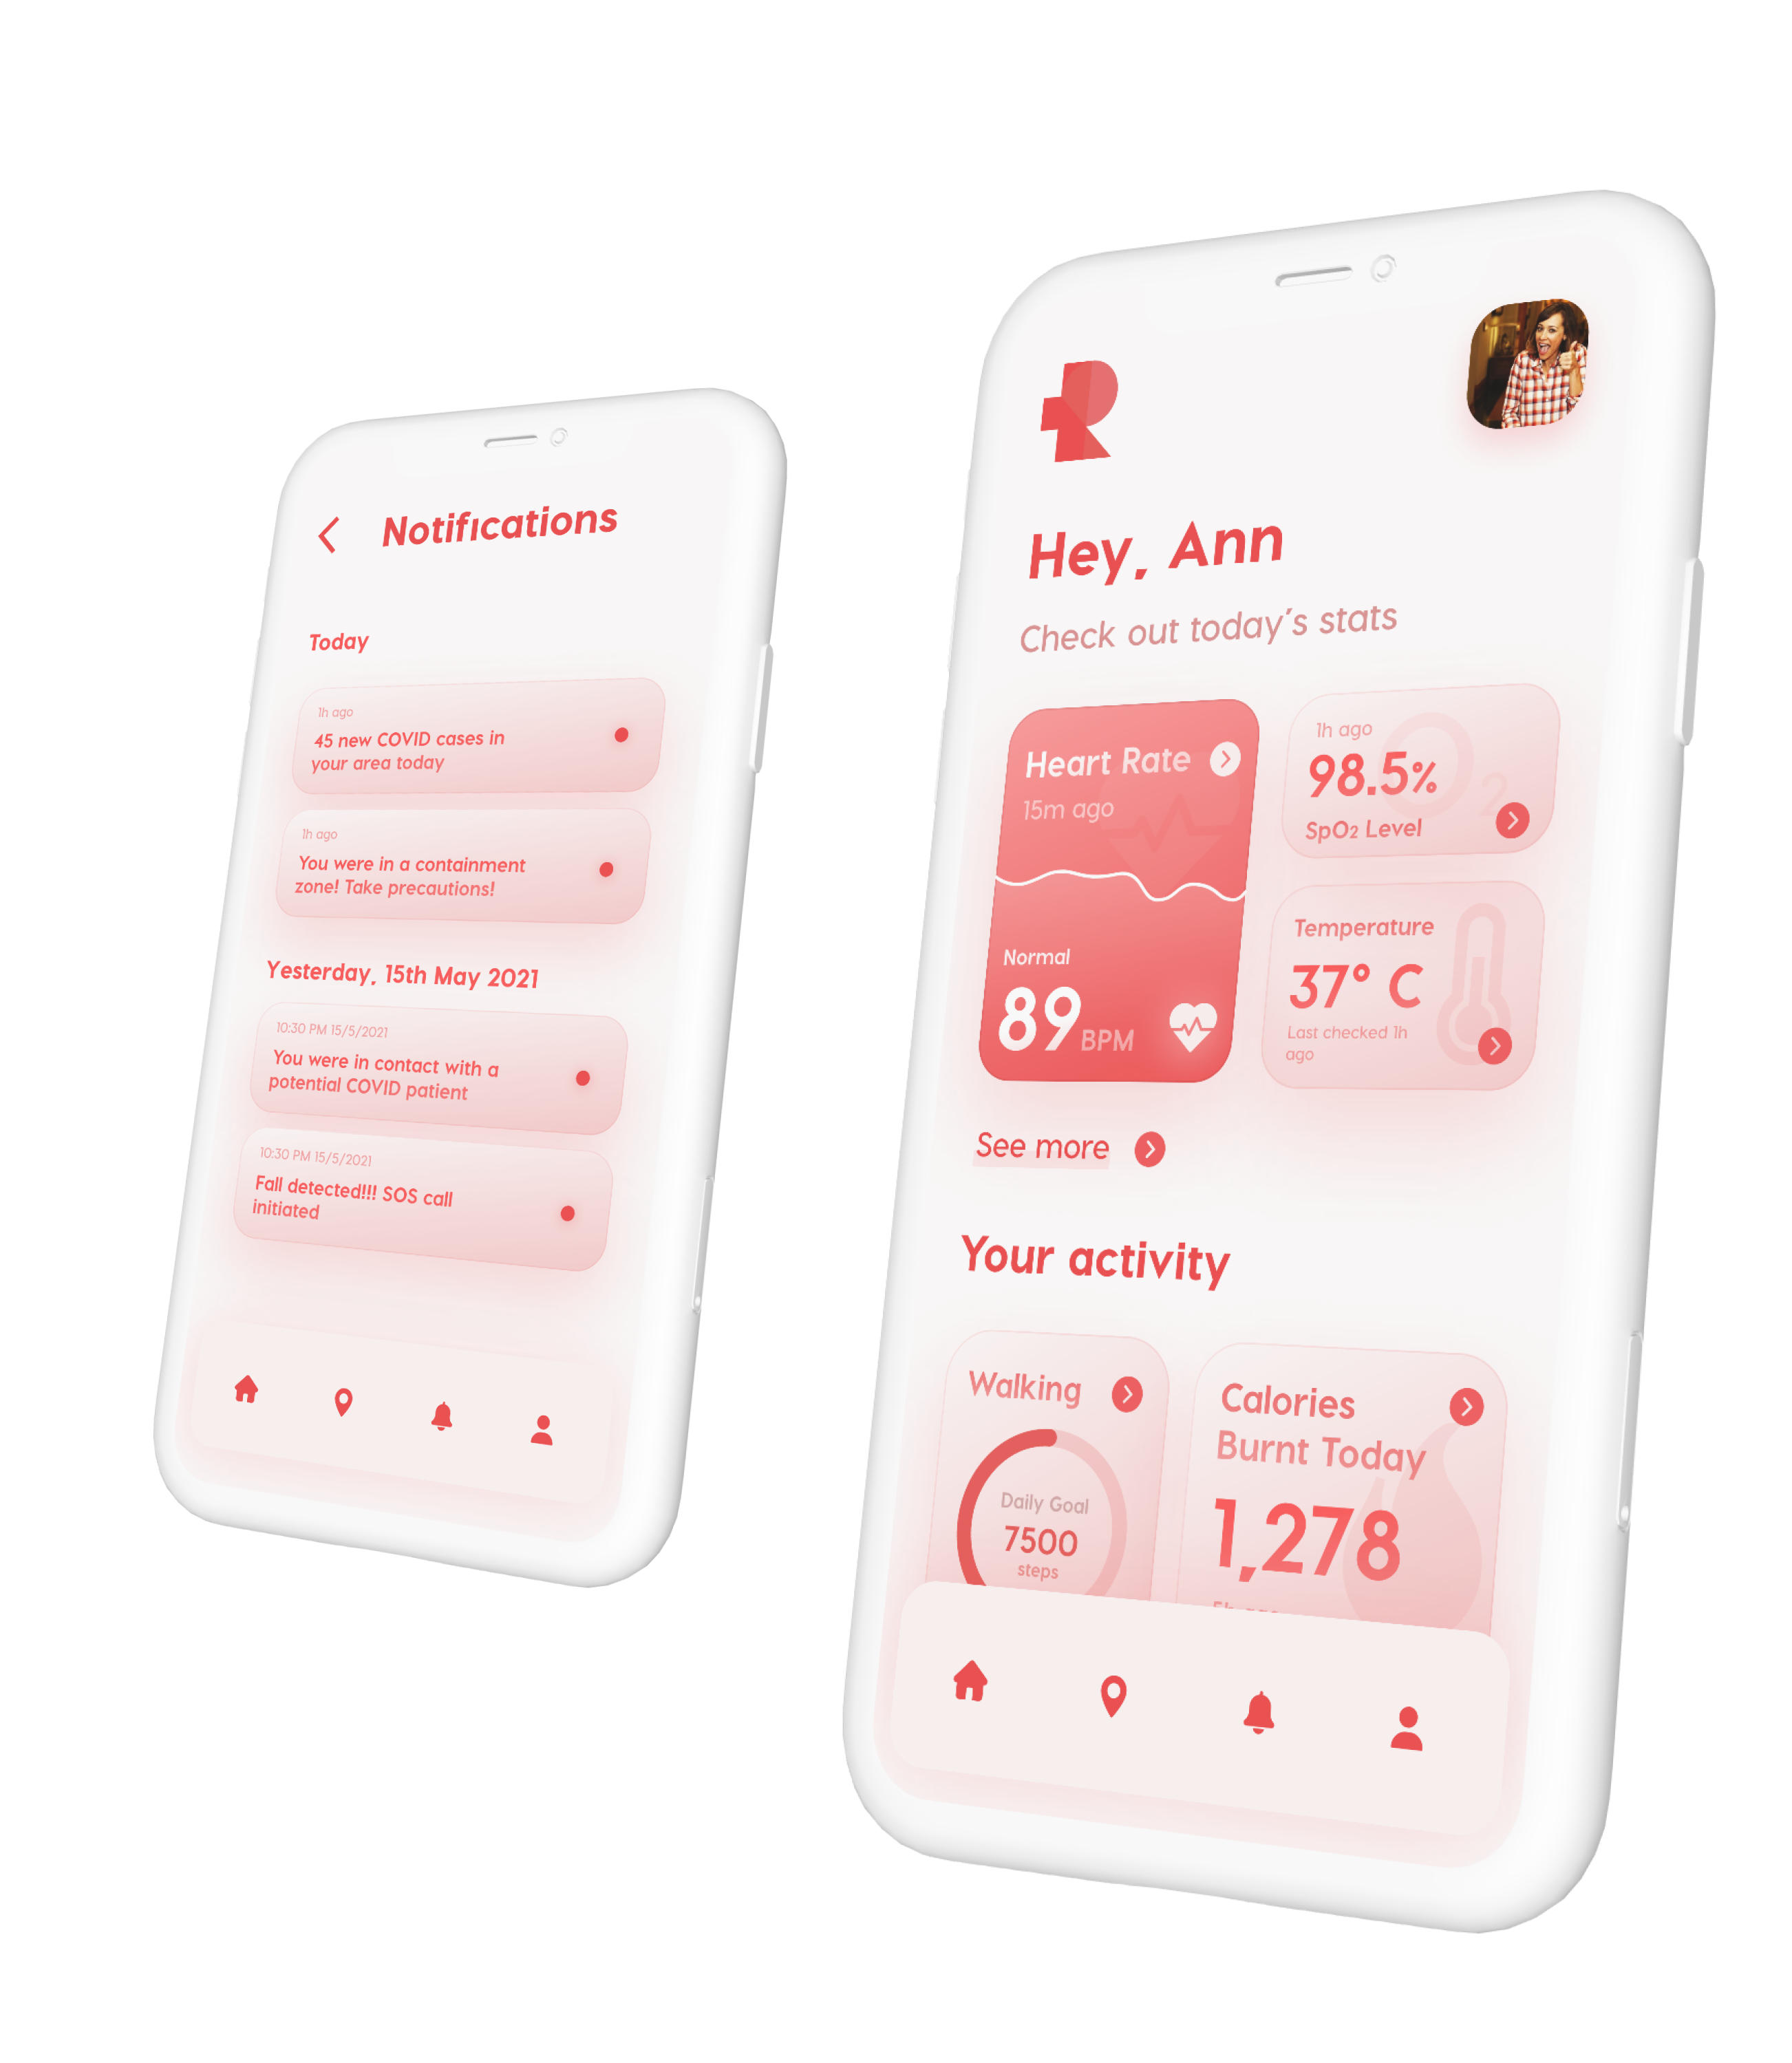 Notifications
Today
1h ago
45 new COVID cases in
your area today
1h ago
You were in a containment
zone! Take precautions!
Yesterday, 15th May 2021
10:30 PM 15/5/2021
You were in contact with a
potential COVID patient
10:30 PM 15/5/2021
Fall detected!!! SOS call
initiated
Hey, Ann
Check out today's stats
Heart Rate
15m ago
Normal
89 BPM
1h ago
98.5%
SpO2 Level
O2
Temperature
37° C
Last checked 1h
ago
See more
Your activity
Walking
Daily Goal
7500
steps
Calories
Burnt Today
1,278